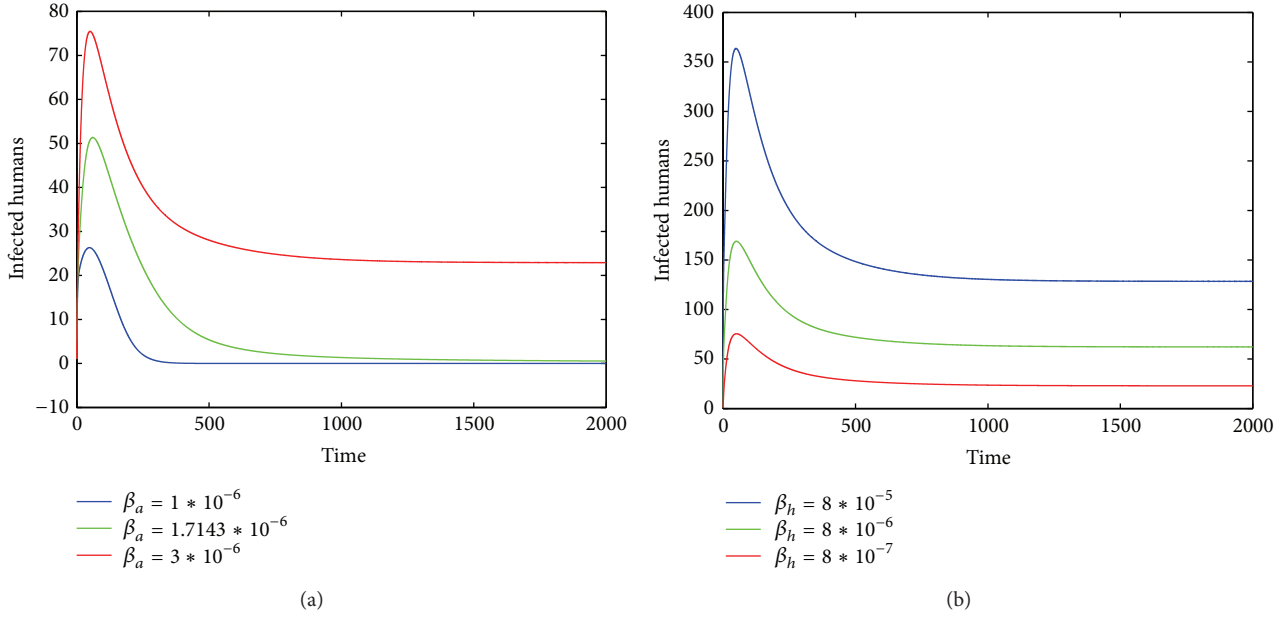 80
70
60
50
40
30
20
10
0
−10
Infected humans
0
500
1000
1500
2000
Time
β_a = 1 ∗ 10⁻⁶
β_a = 1.7143 ∗ 10⁻⁶
β_a = 3 ∗ 10⁻⁶
(a)
400
350
300
250
200
150
100
50
0
Infected humans
0
500
1000
1500
2000
Time
β_h = 8 ∗ 10⁻⁵
β_h = 8 ∗ 10⁻⁶
β_h = 8 ∗ 10⁻⁷
(b)